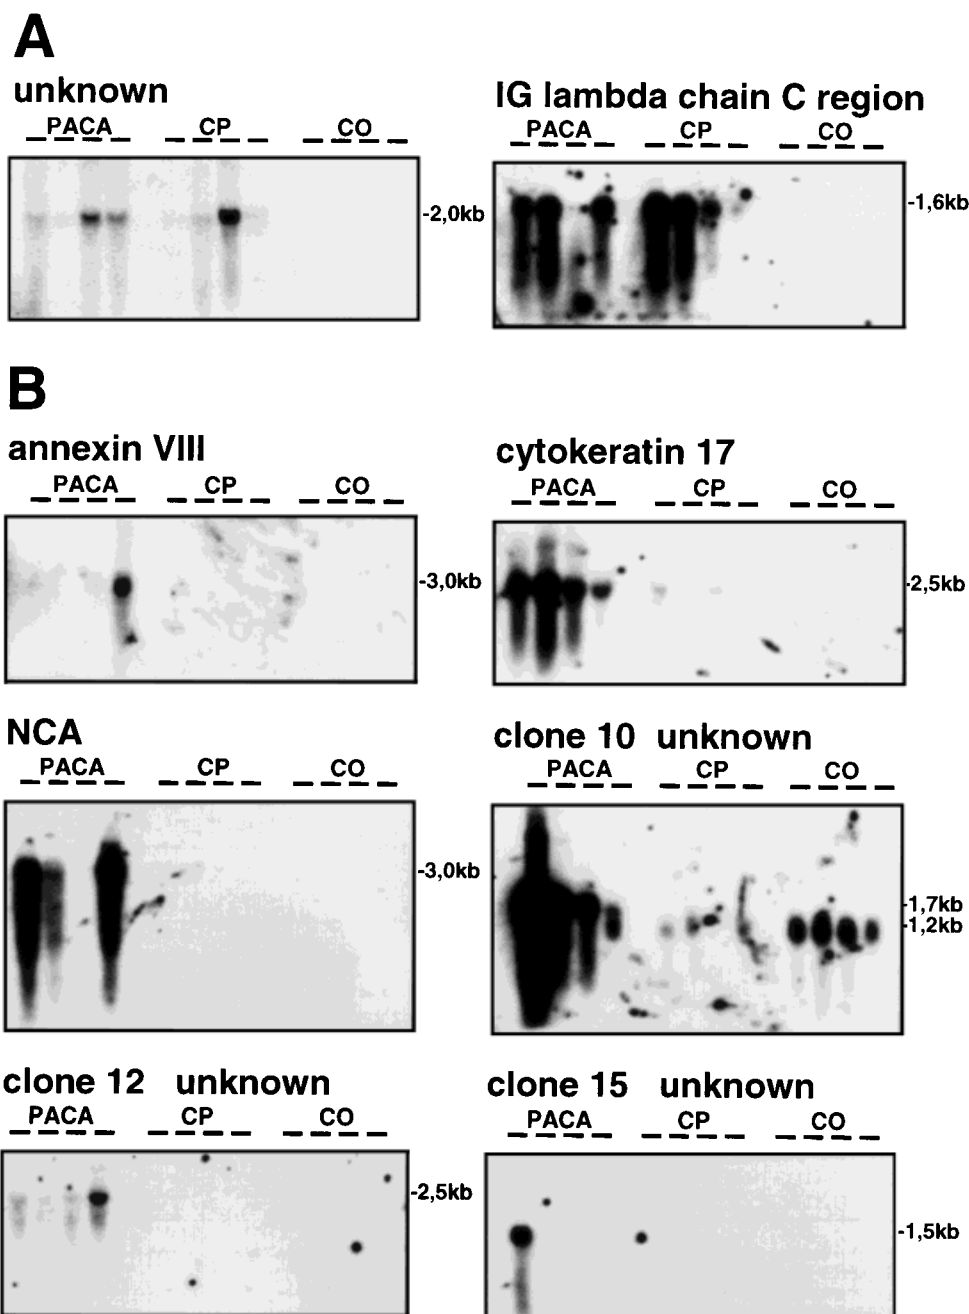 A
unknown
PACA CP CO
-2,0kb
IG lambda chain C region
PACA CP CO
-1,6kb
B
annexin VIII
PACA CP CO
-3,0kb
cytokeratin 17
PACA CP CO
-2,5kb
NCA
PACA CP CO
-3,0kb
clone 10 unknown
PACA CP CO
-1,7kb
-1,2kb
clone 12 unknown
PACA CP CO
-2,5kb
clone 15 unknown
PACA CP CO
-1,5kb